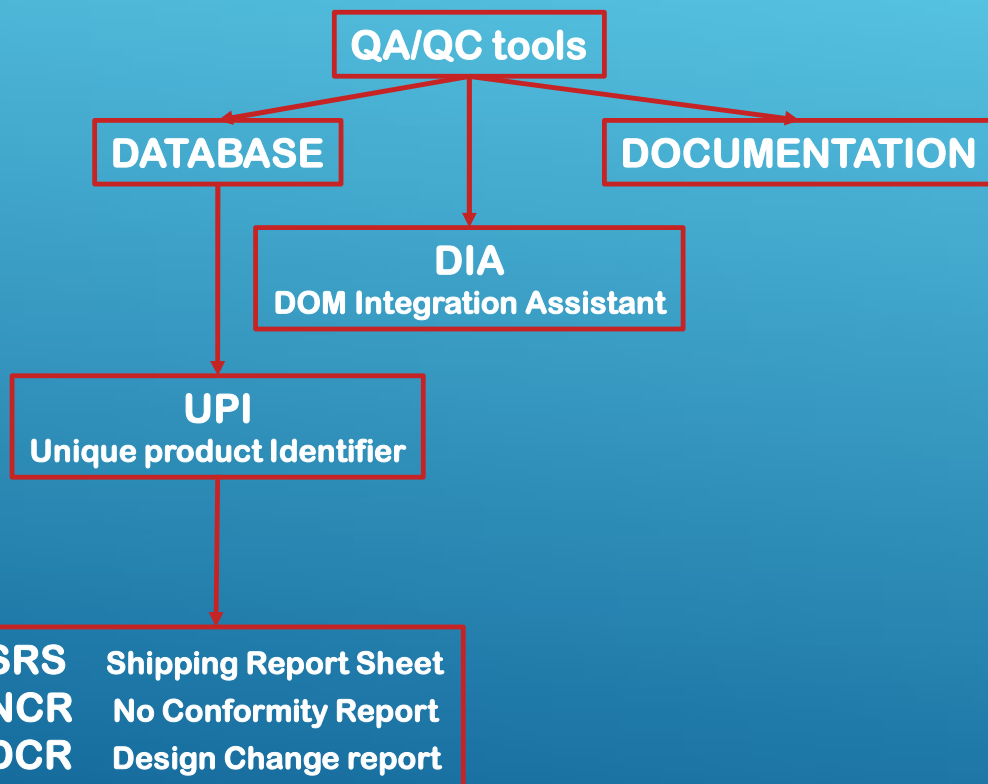 QA/QC tools
DATABASE
DOCUMENTATION
DIA
DOM Integration Assistant
UPI
Unique product Identifier
SRS Shipping Report Sheet
NCR No Conformity Report
DCR Design Change report